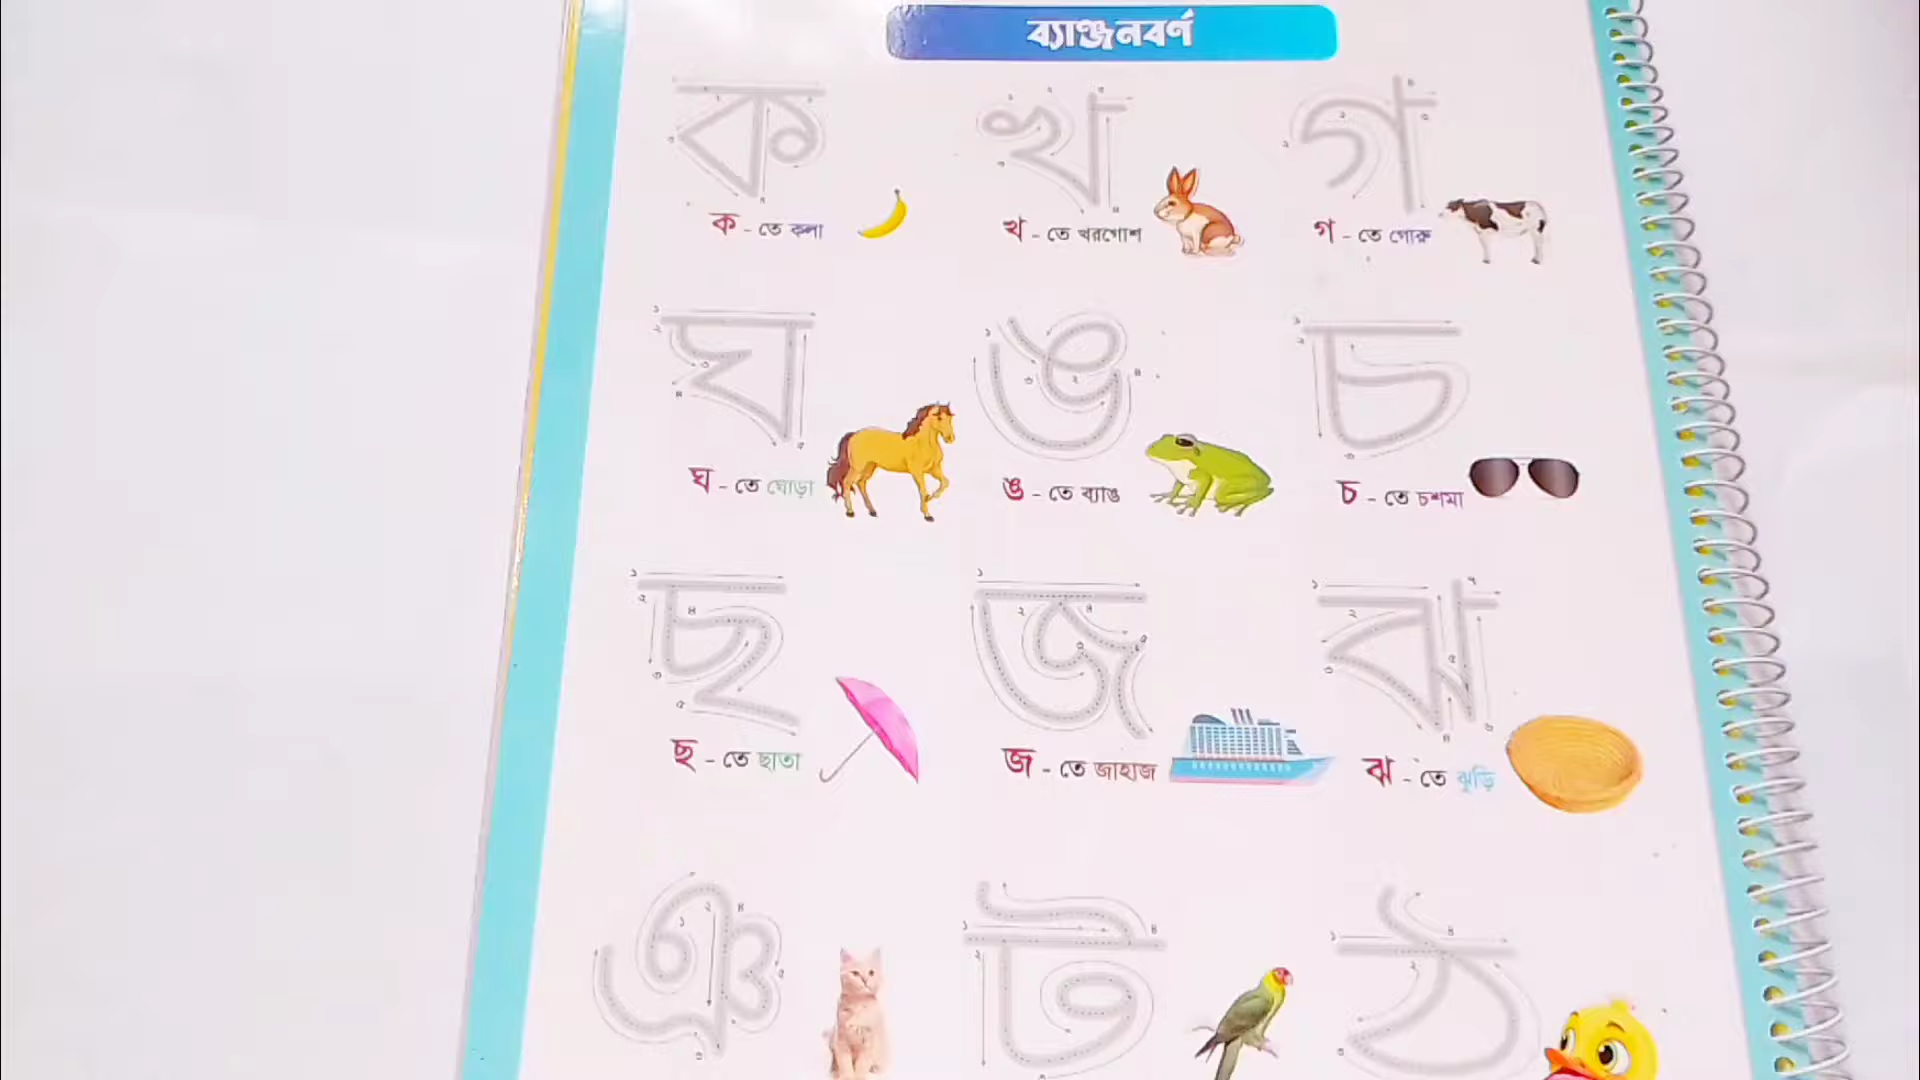 ব্যাঞ্জনবর্ণ
ক খ গ
ক - তে কলা খ - তে খরগোশ গ - তে গোরু
ঘ ঙ চ
ঘ - তে ঘোড়া ঙ - তে ব্যাঙ চ - তে চশমা
ছ জ ঝ
ছ - তে ছাতা জ - তে জাহাজ ঝ - তে ঝুড়ি
ঞ ট ঠ